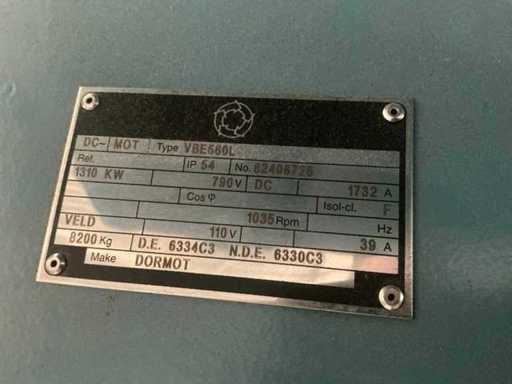 DC~ MOT Type VBE560L
Ref. IP 54 No. 82406726
1310 KW 790 V DC 1732 A
Cos φ Isol-cl. F
1035 Rpm Hz
VELD 110 V 39 A
8200 Kg D.E. 6334C3 N.D.E. 6330C3
Make DORMOT